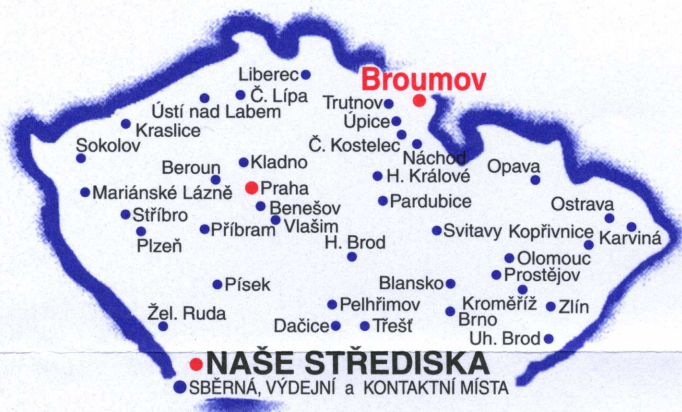 Liberec
Broumov
Č. Lípa
Trutnov
Ústí nad Labem
Úpice
Kraslice
Č. Kostelec
Sokolov
Náchod
Kladno
Beroun
Opava
H. Králové
Praha
Mariánské Lázně
Pardubice
Benešov
Ostrava
Stříbro
Vlašim
Příbram
Svitavy
Kopřivnice
Karviná
Plzeň
H. Brod
Olomouc
Prostějov
Písek
Blansko
Pelhřimov
Kroměříž
Zlín
Žel. Ruda
Dačice
Třešť
Brno
Uh. Brod
NAŠE STŘEDISKA
SBĚRNÁ, VÝDEJNÍ a KONTAKTNÍ MÍSTA